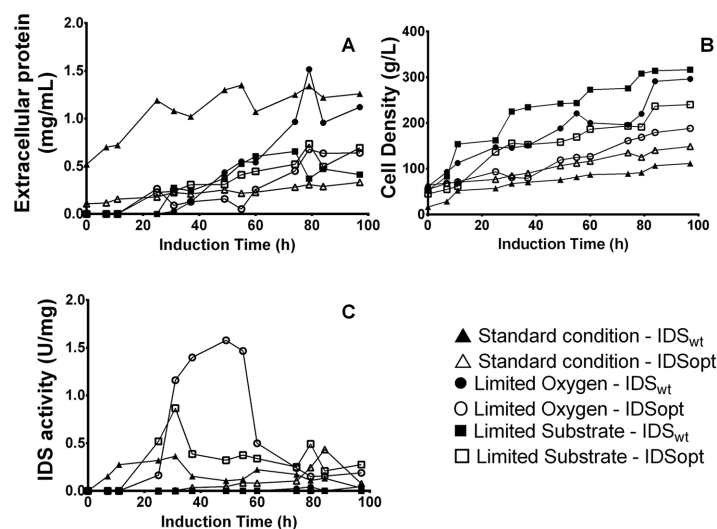 A
Extracellular protein
(mg/mL)
2.0
1.5
1.0
0.5
0.0
0 20 40 60 80 100
Induction Time (h)
B
Cell Density (g/L)
400
300
200
100
0
0 20 40 60 80 100
Induction Time (h)
C
IDS activity (U/mg)
2.0
1.5
1.0
0.5
0.0
0 20 40 60 80 100
Induction Time (h)
Standard condition - IDSwt
Standard condition - IDSopt
Limited Oxygen - IDSwt
Limited Oxygen - IDSopt
Limited Substrate - IDSwt
Limited Substrate - IDSopt